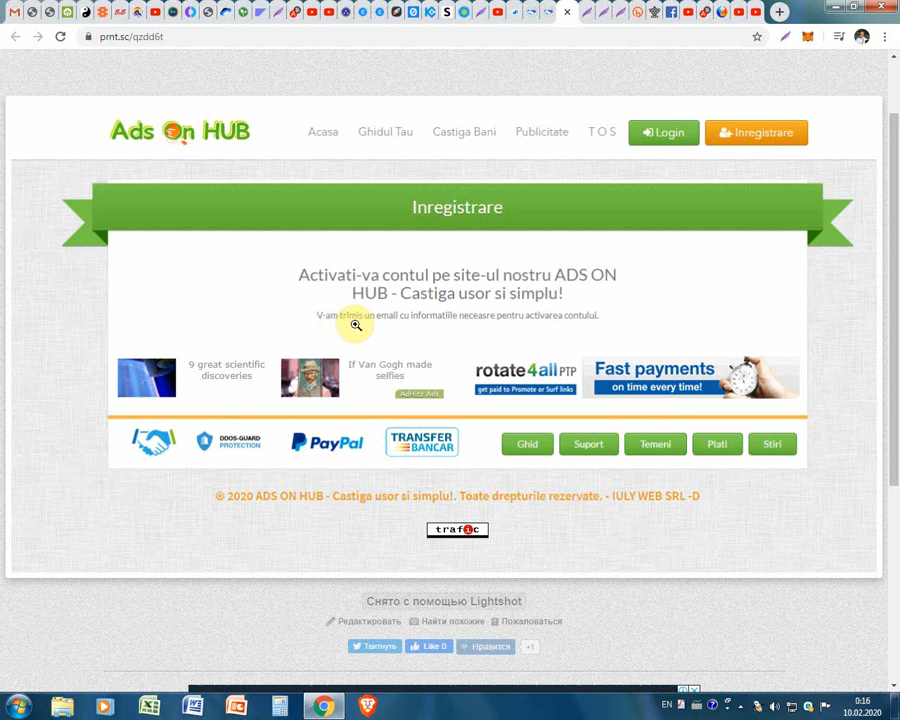 prnt.sc/qzdd6t
Ads On HUB
Acasa
Ghidul Tau
Castiga Bani
Publicitate
T O S
Login
Inregistrare
Inregistrare
Activati-va contul pe site-ul nostru ADS ON
HUB - Castiga usor si simplu!
V-am trimis un email cu informatiile neceasre pentru activarea contului.
9 great scientific
discoveries
If Van Gogh made
selfies
AdHitz Ads
rotate4all PTP
get paid to Promote or Surf links
Fast payments
on time every time!
DDOS-GUARD
PROTECTION
PayPal
TRANSFER
BANCAR
Ghid
Suport
Temeni
Plati
Stiri
© 2020 ADS ON HUB - Castiga usor si simplu!. Toate drepturile rezervate. - IULY WEB SRL -D
trafic
Снято с помощью Lightshot
Редактировать
Найти похожие
Пожаловаться
Твитнуть
Like 0
Нравится
+1
EN
0:16
10.02.2020